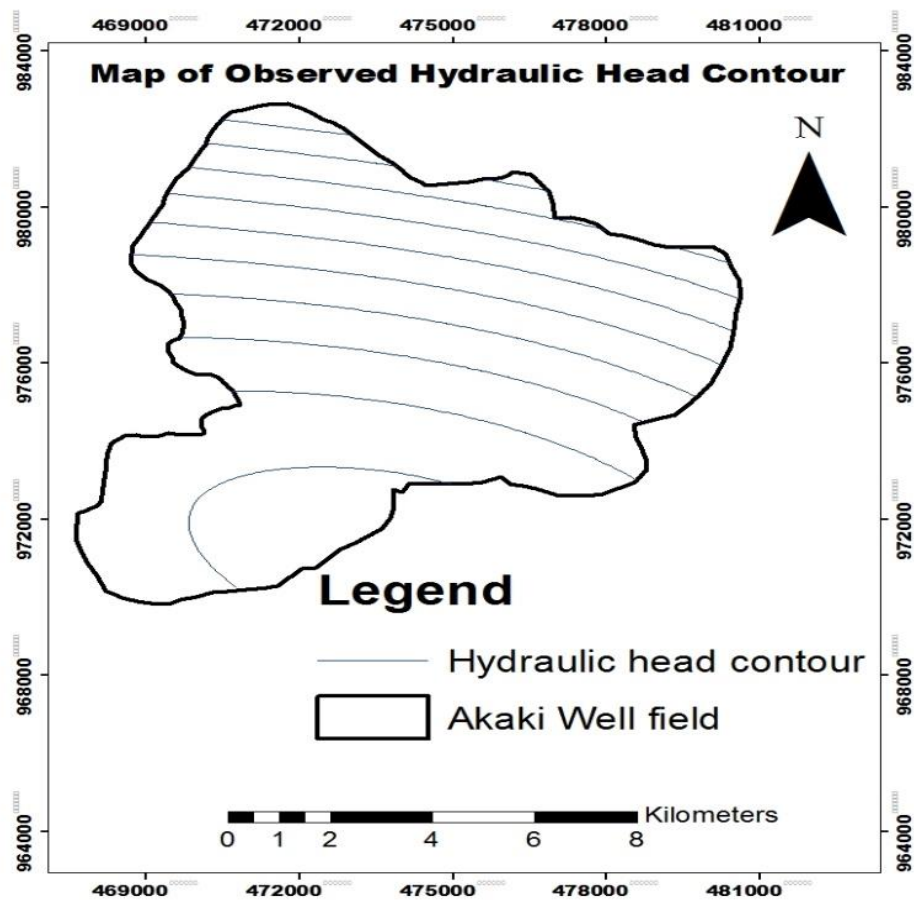 469000 472000 475000 478000 481000
Map of Observed Hydraulic Head Contour
N
984000 984000
980000 980000
976000 976000
972000 972000
968000 968000
964000 964000
Legend
Hydraulic head contour
Akaki Well field
Kilometers
0 1 2 4 6 8
469000 472000 475000 478000 481000